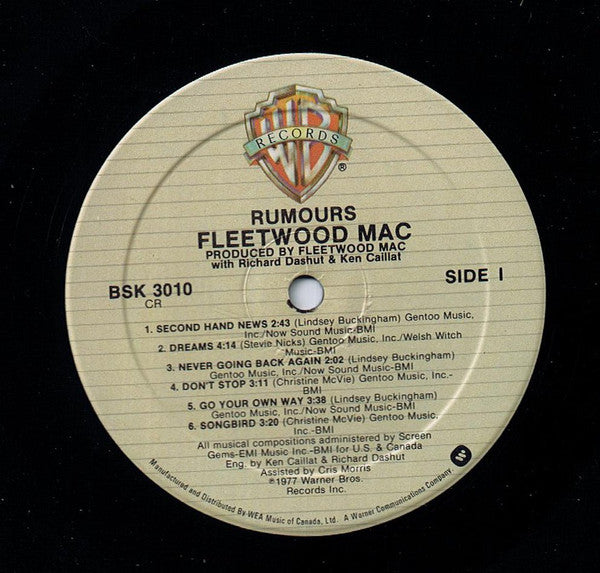 WB
RECORDS
®
RUMOURS
FLEETWOOD MAC
PRODUCED BY FLEETWOOD MAC
with Richard Dashut & Ken Caillat
BSK 3010
CR
SIDE I
1. SECOND HAND NEWS 2:43 (Lindsey Buckingham) Gentoo Music,
Inc./Now Sound Music-BMI
2. DREAMS 4:14 (Stevie Nicks) Gentoo Music, Inc./Welsh Witch
Music-BMI
3. NEVER GOING BACK AGAIN 2:02 (Lindsey Buckingham)
Gentoo Music, Inc./Now Sound Music-BMI
4. DON'T STOP 3:11 (Christine McVie) Gentoo Music, Inc.-
BMI
5. GO YOUR OWN WAY 3:38 (Lindsey Buckingham)
Gentoo Music, Inc./Now Sound Music-BMI
6. SONGBIRD 3:20 (Christine McVie) Gentoo Music,
Inc.-BMI
All musical compositions administered by Screen
Gems-EMI Music Inc.-BMI for U.S. & Canada
Eng. by Ken Caillat & Richard Dashut
Assisted by Cris Morris
℗1977 Warner Bros.
Records Inc.
Manufactured and Distributed By WEA Music of Canada, Ltd. A Warner Communications Company.